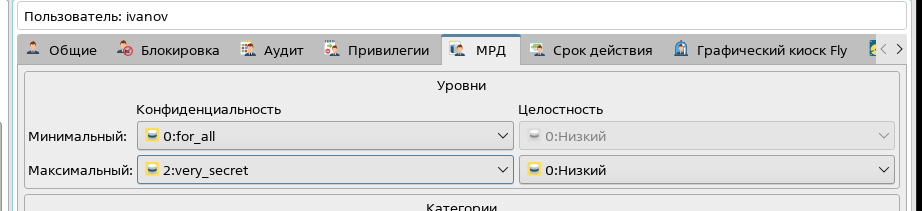 Пользователь: ivanov
Общие Блокировка Аудит Привилегии МРД Срок действия Графический киоск Fly
Уровни
Конфиденциальность Целостность
Минимальный: 0:for_all 0:Низкий
Максимальный: 2:very_secret 0:Низкий
Категории